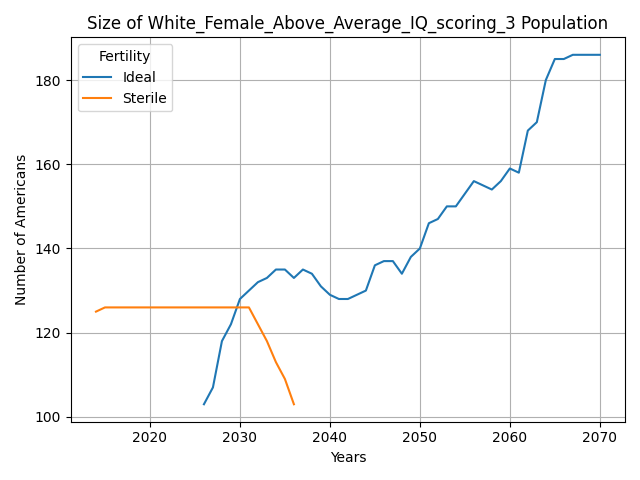 Size of White_Female_Above_Average_IQ_scoring_3 Population
Fertility
Ideal
Sterile
Number of Americans
180
160
140
120
100
2020 2030 2040 2050 2060 2070
Years